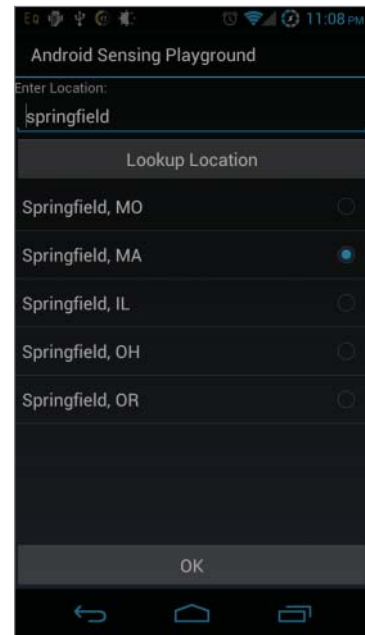 EQ 11:08 PM
Android Sensing Playground
Enter Location:
springfield
Lookup Location
Springfield, MO
Springfield, MA
Springfield, IL
Springfield, OH
Springfield, OR
OK